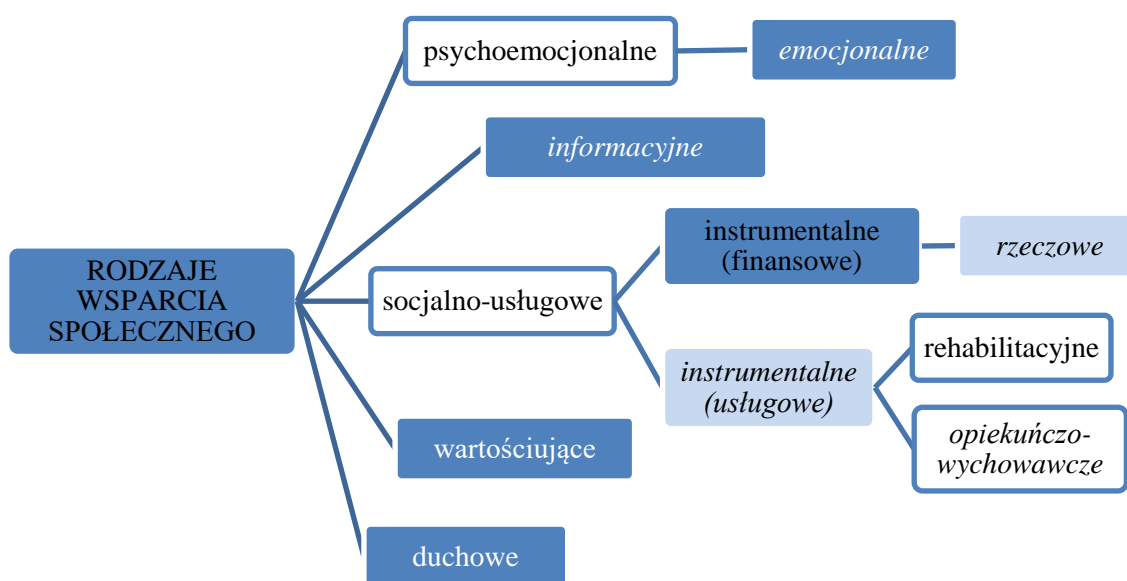 psychoemocjonalne
emocjonalne
informacyjne
RODZAJE
WSPARCIA
SPOŁECZNEGO
socjalno-usługowe
instrumentalne
(finansowe)
rzeczowe
instrumentalne
(usługowe)
rehabilitacyjne
opiekuńczo-
wychowawcze
wartościujące
duchowe